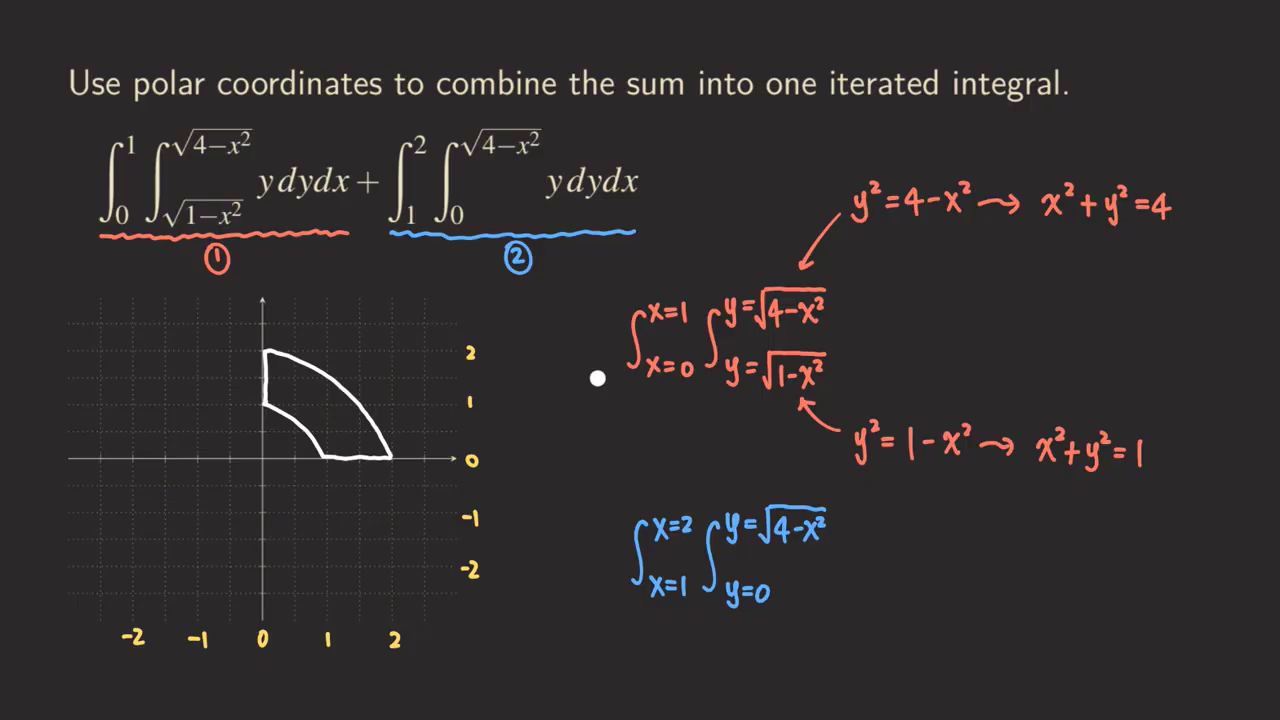 Use polar coordinates to combine the sum into one iterated integral.
∫₀¹ ∫_{√(1−x²)}^{√(4−x²)} y dy dx + ∫₁² ∫₀^{√(4−x²)} y dy dx
① ②
y² = 4 − x² → x² + y² = 4
∫_{x=0}^{x=1} ∫_{y=√(1−x²)}^{y=√(4−x²)}
y² = 1 − x² → x² + y² = 1
∫_{x=1}^{x=2} ∫_{y=0}^{y=√(4−x²)}
2
1
0
-1
-2
-2 -1 0 1 2